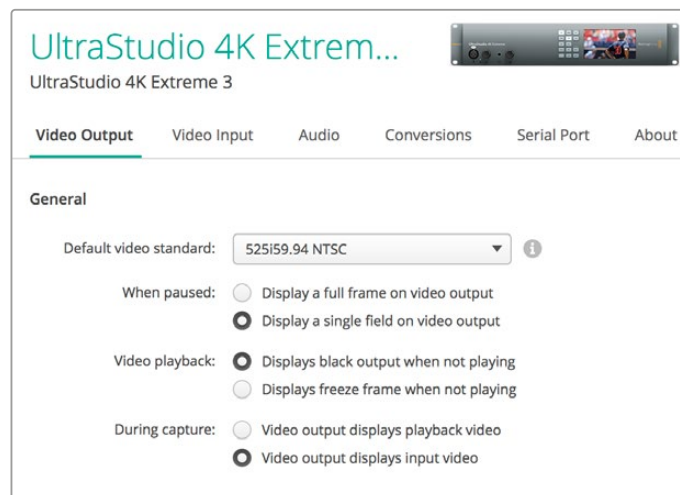 UltraStudio 4K Extrem...
UltraStudio 4K Extreme 3
Video Output Video Input Audio Conversions Serial Port About
General
Default video standard: 525i59.94 NTSC
When paused: Display a full frame on video output
Display a single field on video output
Video playback: Displays black output when not playing
Displays freeze frame when not playing
During capture: Video output displays playback video
Video output displays input video